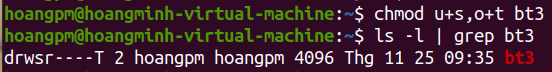 hoangpm@hoangminh-virtual-machine:~$ chmod u+s,o+t bt3
hoangpm@hoangminh-virtual-machine:~$ ls -l | grep bt3
drwsr----T 2 hoangpm hoangpm 4096 Thg 11 25 09:35 bt3